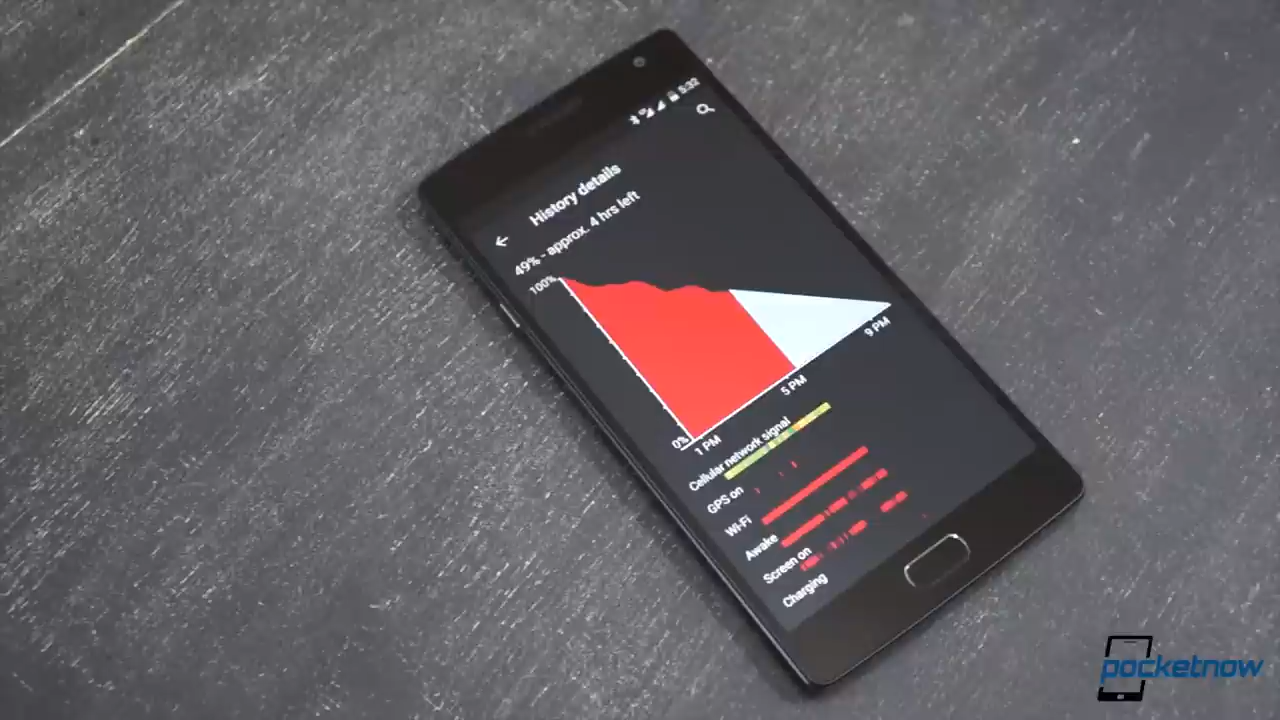 5:32
History details
49% - approx. 4 hrs left
100%
0%
1 PM
5 PM
9 PM
Cellular network signal
GPS on
Wi-Fi
Awake
Screen on
Charging
pocketnow